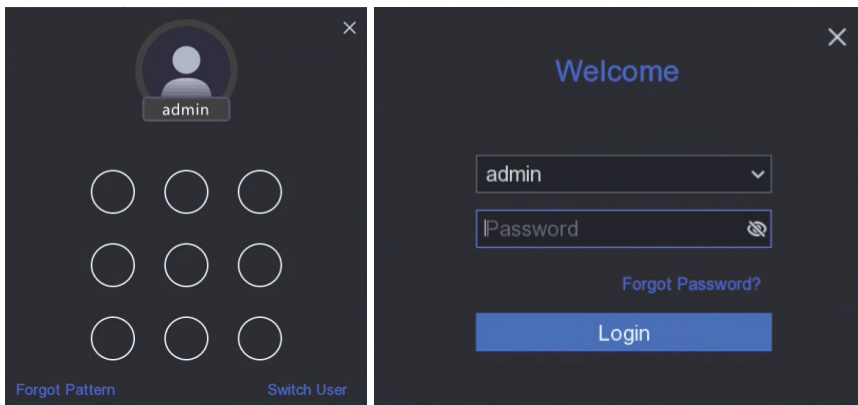 admin
Forgot Pattern
Switch User
Welcome
admin
Password
Forgot Password?
Login